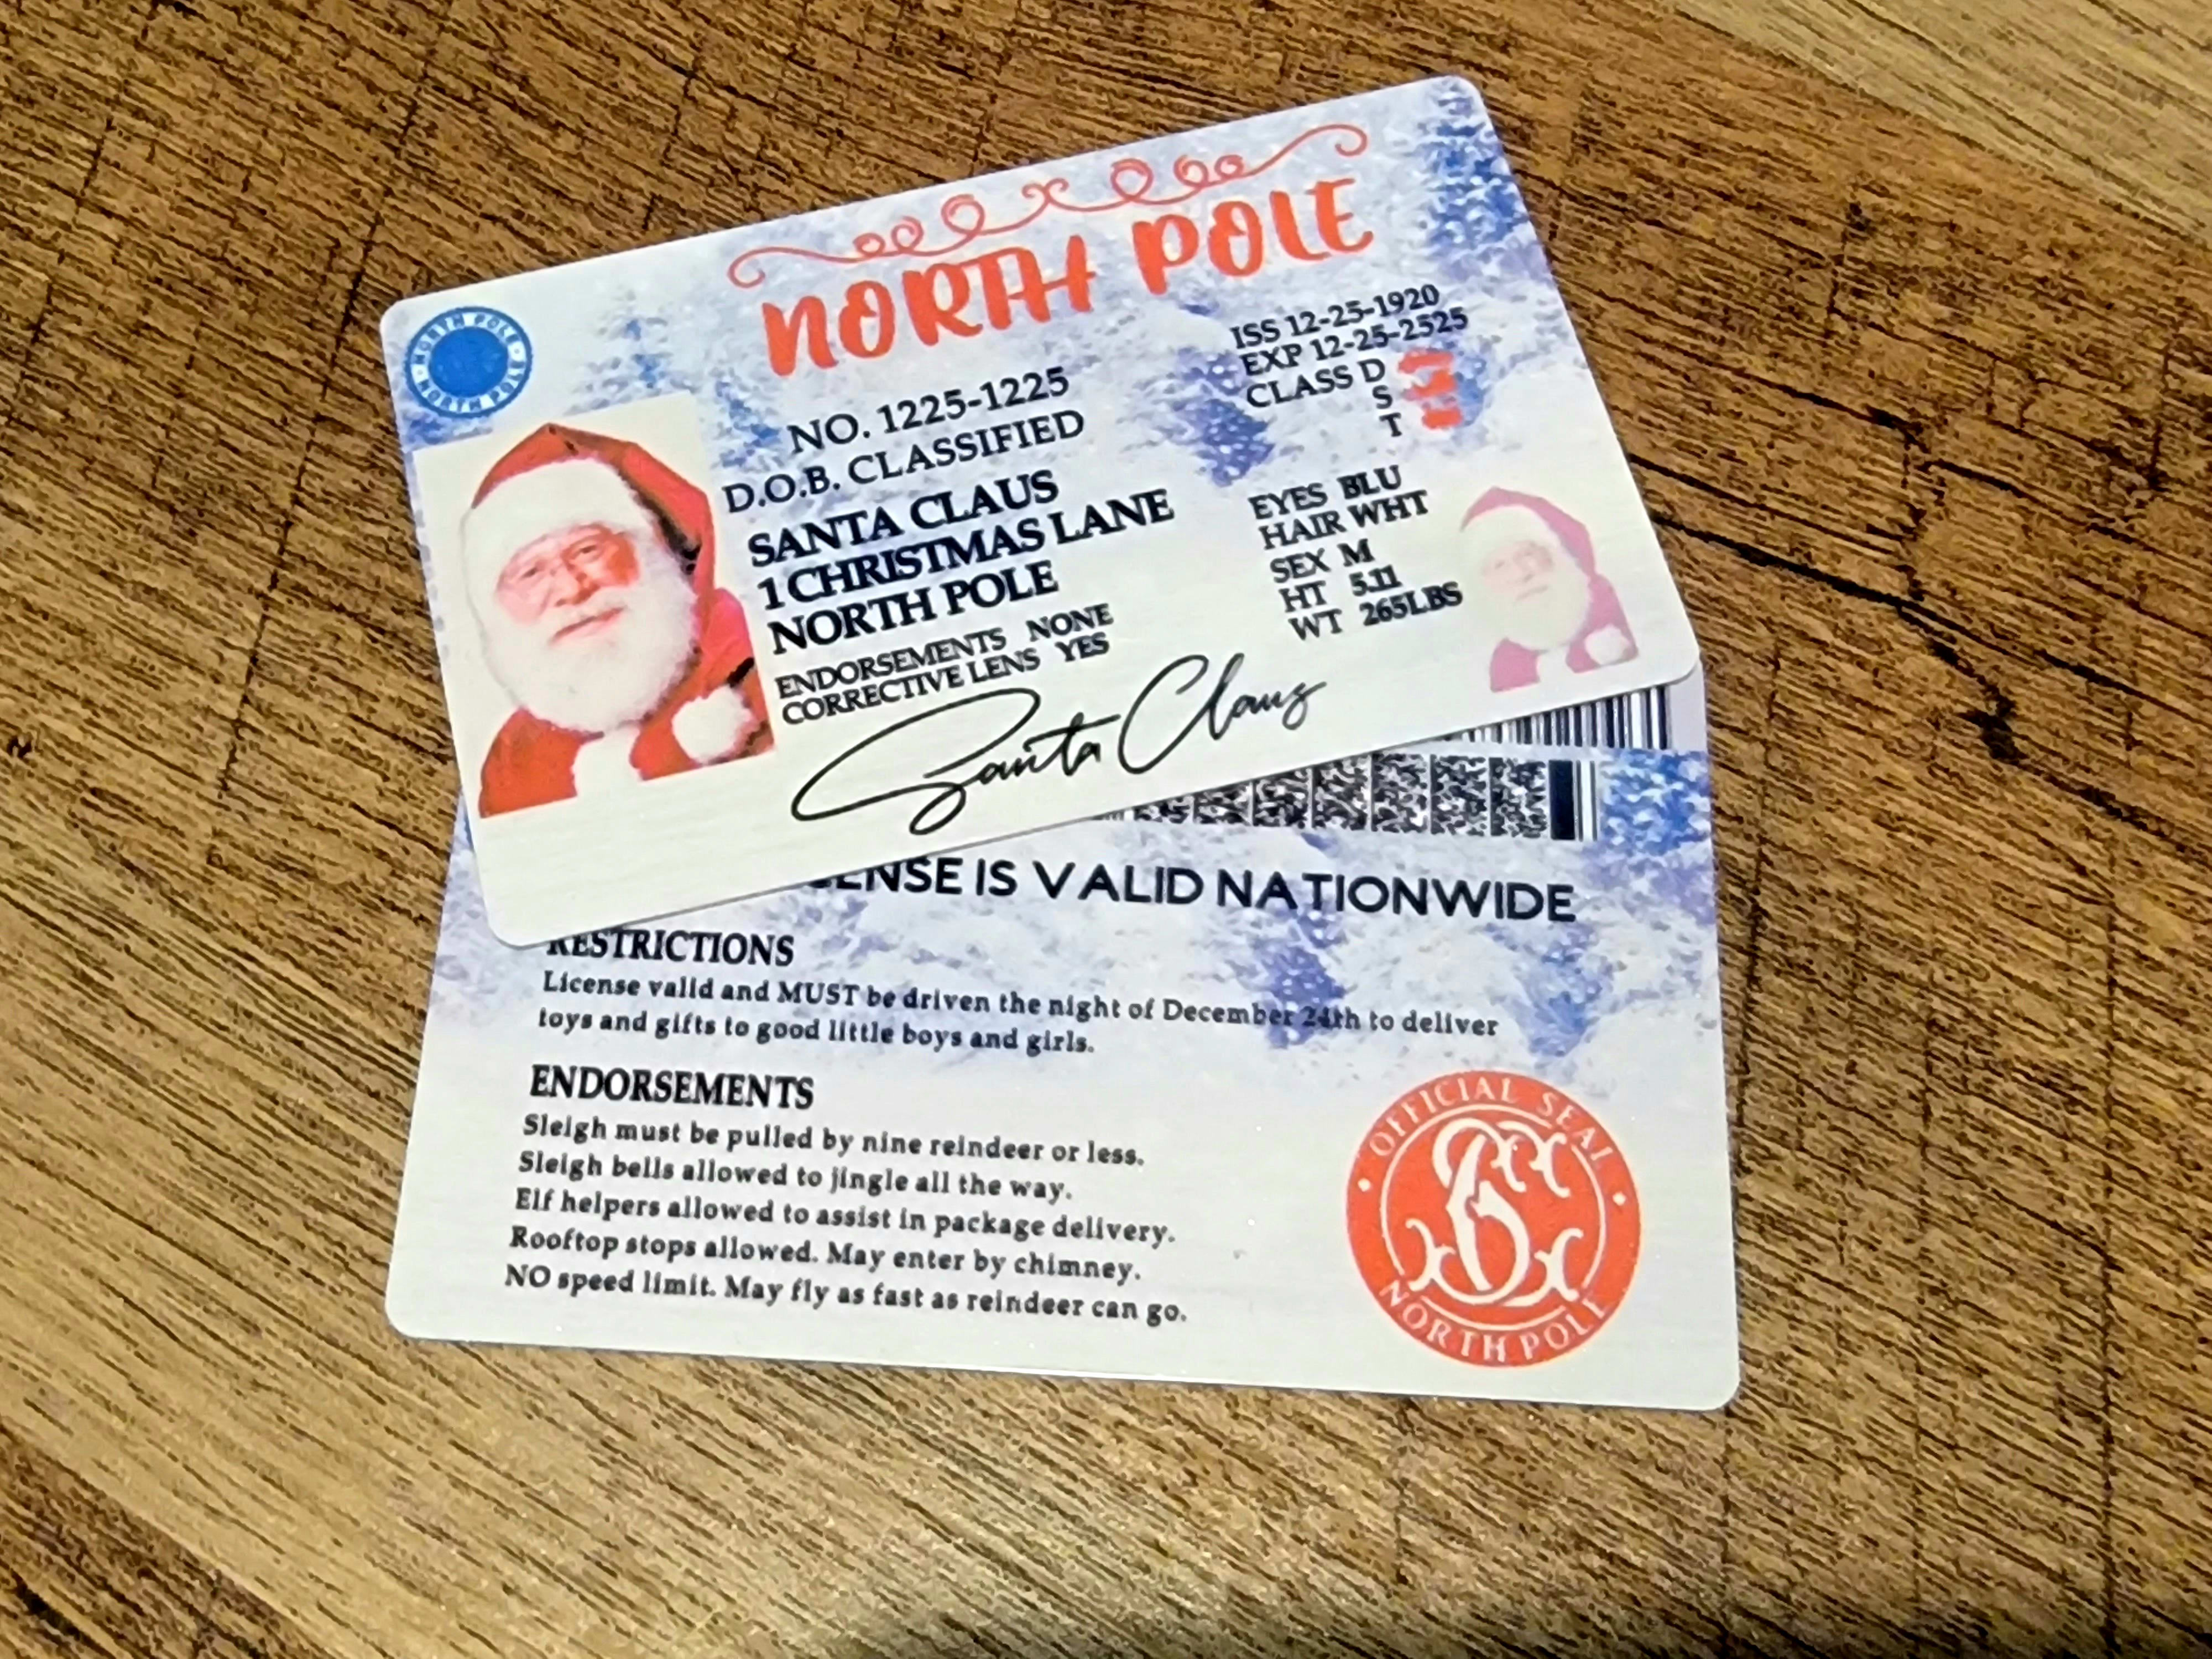 NORTH POLE
NORTH POLE
NORTH POLE
NO. 1225-1225
D.O.B. CLASSIFIED
SANTA CLAUS
1 CHRISTMAS LANE
NORTH POLE
ENDORSEMENTS NONE
CORRECTIVE LENS YES
Santa Claus
ISS 12-25-1920
EXP 12-25-2525
CLASS D
S
T
EYES BLU
HAIR WHT
SEX M
HT 5.11
WT 265LBS
IS VALID NATIONWIDE
RESTRICTIONS
License valid and MUST be driven the night of December 24th to deliver
toys and gifts to good little boys and girls.
ENDORSEMENTS
Sleigh must be pulled by nine reindeer or less.
Sleigh bells allowed to jingle all the way.
Elf helpers allowed to assist in package delivery.
Rooftop stops allowed. May enter by chimney.
NO speed limit. May fly as fast as reindeer can go.
OFFICIAL SEAL
SC
NORTH POLE